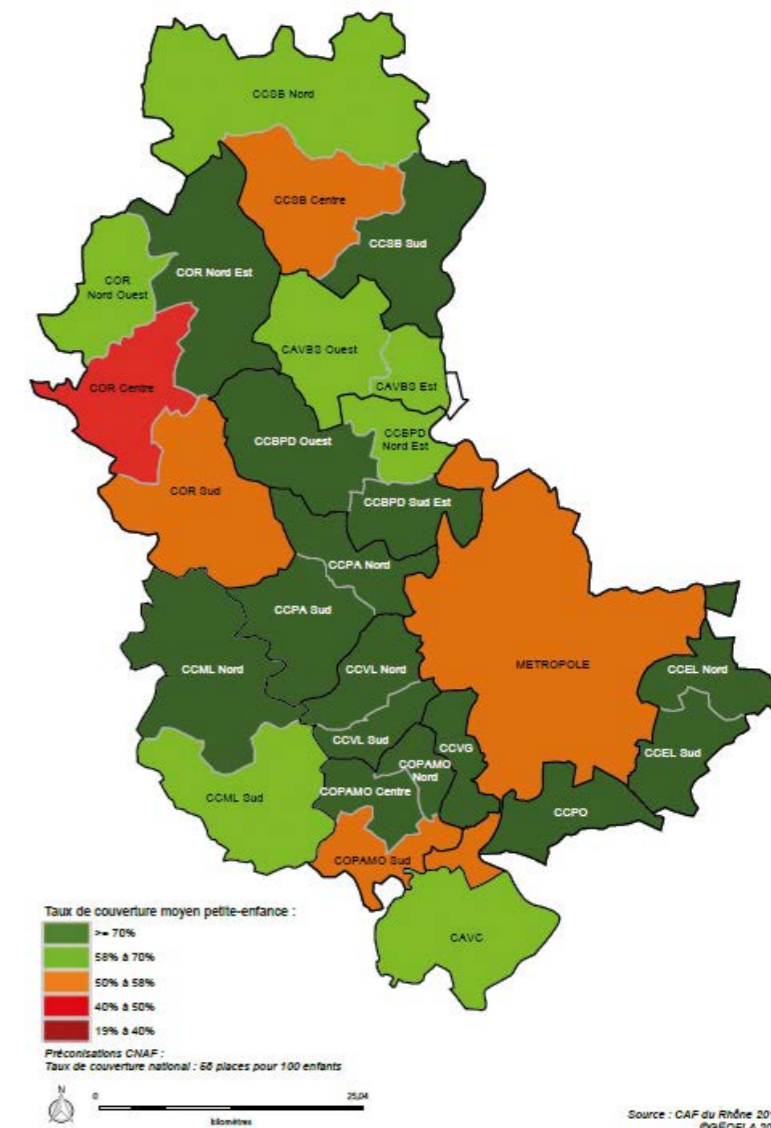 CCSB Nord
CCSB Centre
CCSB Sud
COR Nord Est
COR
Nord Ouest
CAVBS Ouest
CAVBS Est
COR Centre
CCBPD
Nord Est
CCBPD Ouest
COR Sud
CCBPD Sud Est
CCPA Nord
CCPA Sud
METROPOLE
CCML Nord
CCVL Nord
CCEL Nord
CCVL Sud
CCVG
CCEL Sud
COPAMO
Nord
COPAMO Centre
CCML Sud
CCPO
COPAMO Sud
CAVC
Taux de couverture moyen petite-enfance :
>= 70%
58% à 70%
50% à 58%
40% à 50%
19% à 40%
Préconisations CNAF :
Taux de couverture national : 58 places pour 100 enfants
N
0 25,04
kilomètres
Source : CAF du Rhône 201
©GÉOFLA 20